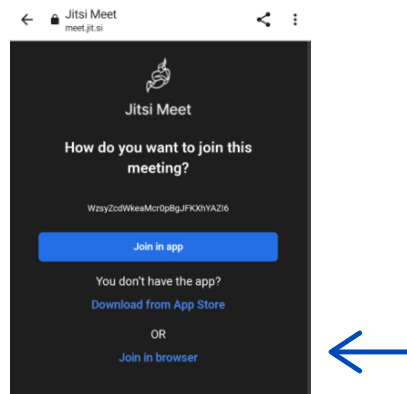 Jitsi Meet
meet.jit.si
Jitsi Meet
How do you want to join this
meeting?
WzsyZcdWkeaMcr0pBgJFKXhYAZI6
Join in app
You don't have the app?
Download from App Store
OR
Join in browser